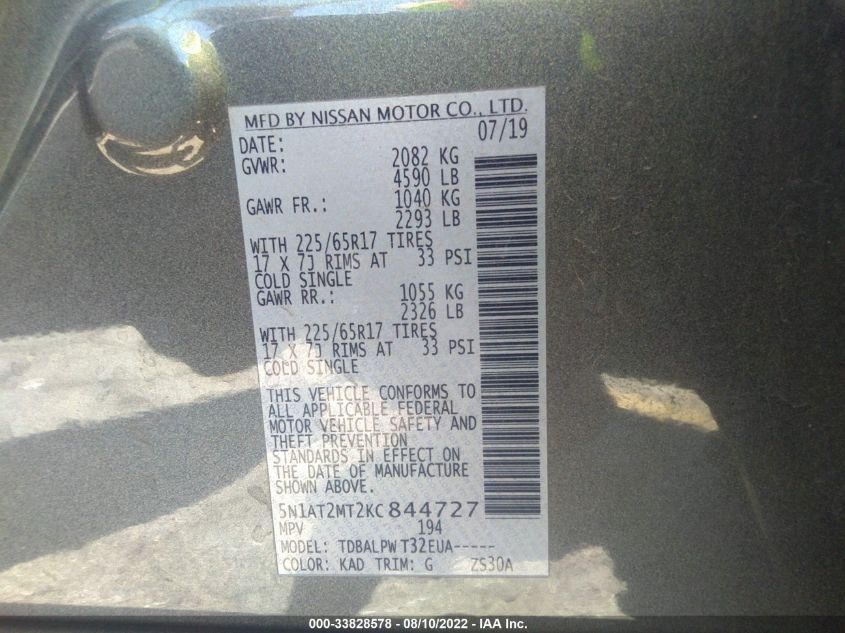 MFD BY NISSAN MOTOR CO., LTD.
DATE: 07/19
GVWR: 2082 KG
4590 LB
GAWR FR.: 1040 KG
2293 LB
WITH 225/65R17 TIRES
17 X 7J RIMS AT 33 PSI
COLD SINGLE
GAWR RR.: 1055 KG
2326 LB
WITH 225/65R17 TIRES
17 X 7J RIMS AT 33 PSI
COLD SINGLE
THIS VEHICLE CONFORMS TO
ALL APPLICABLE FEDERAL
MOTOR VEHICLE SAFETY AND
THEFT PREVENTION
STANDARDS IN EFFECT ON
THE DATE OF MANUFACTURE
SHOWN ABOVE.
5N1AT2MT2KC844727
MPV 194
MODEL: TDBALPW T32EUA-----
COLOR: KAD TRIM: G ZS30A
000-33828578 - 08/10/2022 - IAA Inc.